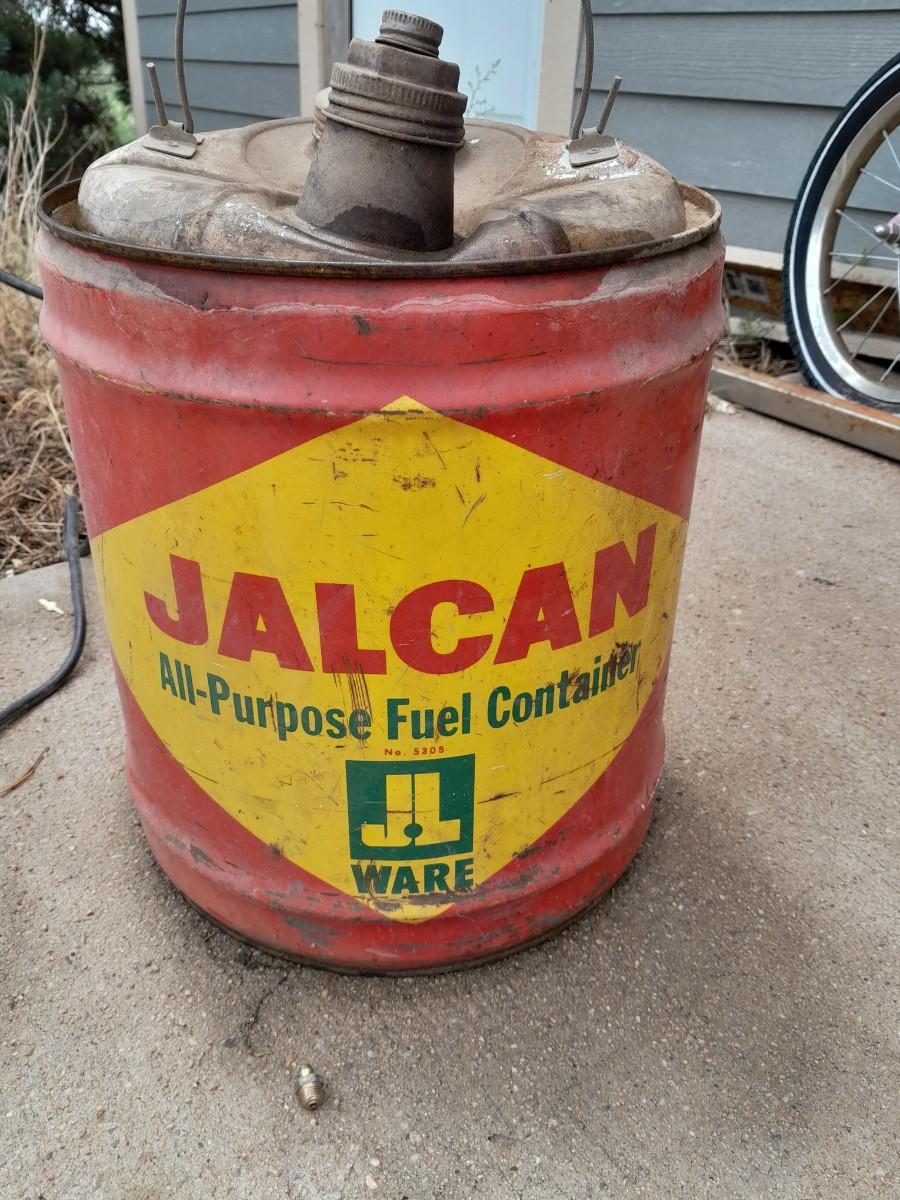 JALCAN
All-Purpose Fuel Container
No. 5305
JL
WARE